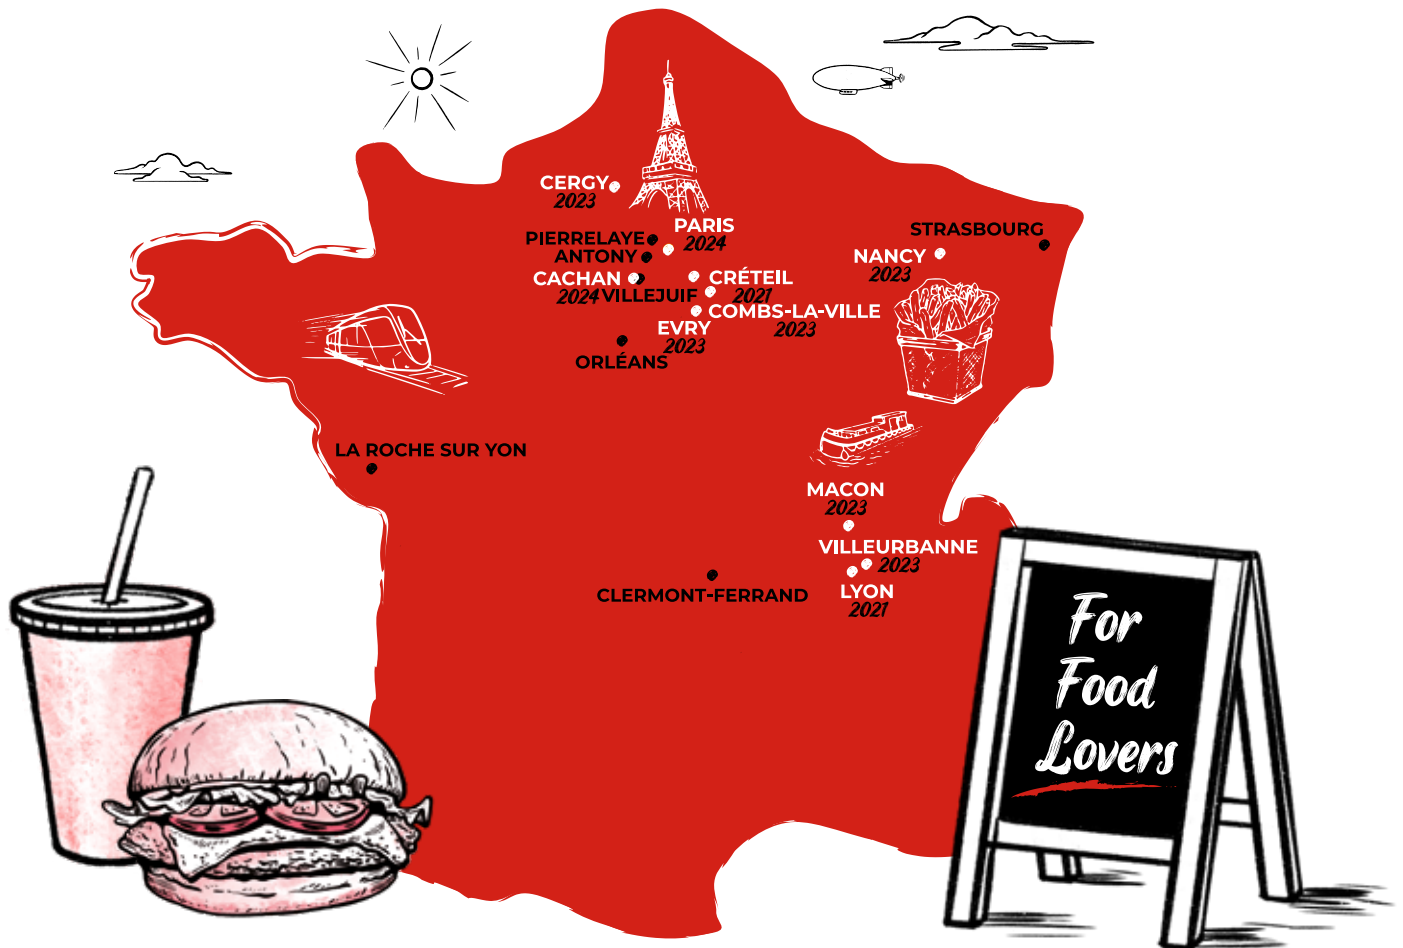 CERGY
2023
PARIS
2024
PIERRELAYE
ANTONY
CACHAN
2024
VILLEJUIF
CRÉTEIL
2021
COMBS-LA-VILLE
2023
EVRY
2023
ORLÉANS
STRASBOURG
NANCY
2023
LA ROCHE SUR YON
MACON
2023
VILLEURBANNE
2023
LYON
2021
CLERMONT-FERRAND
For
Food
Lovers